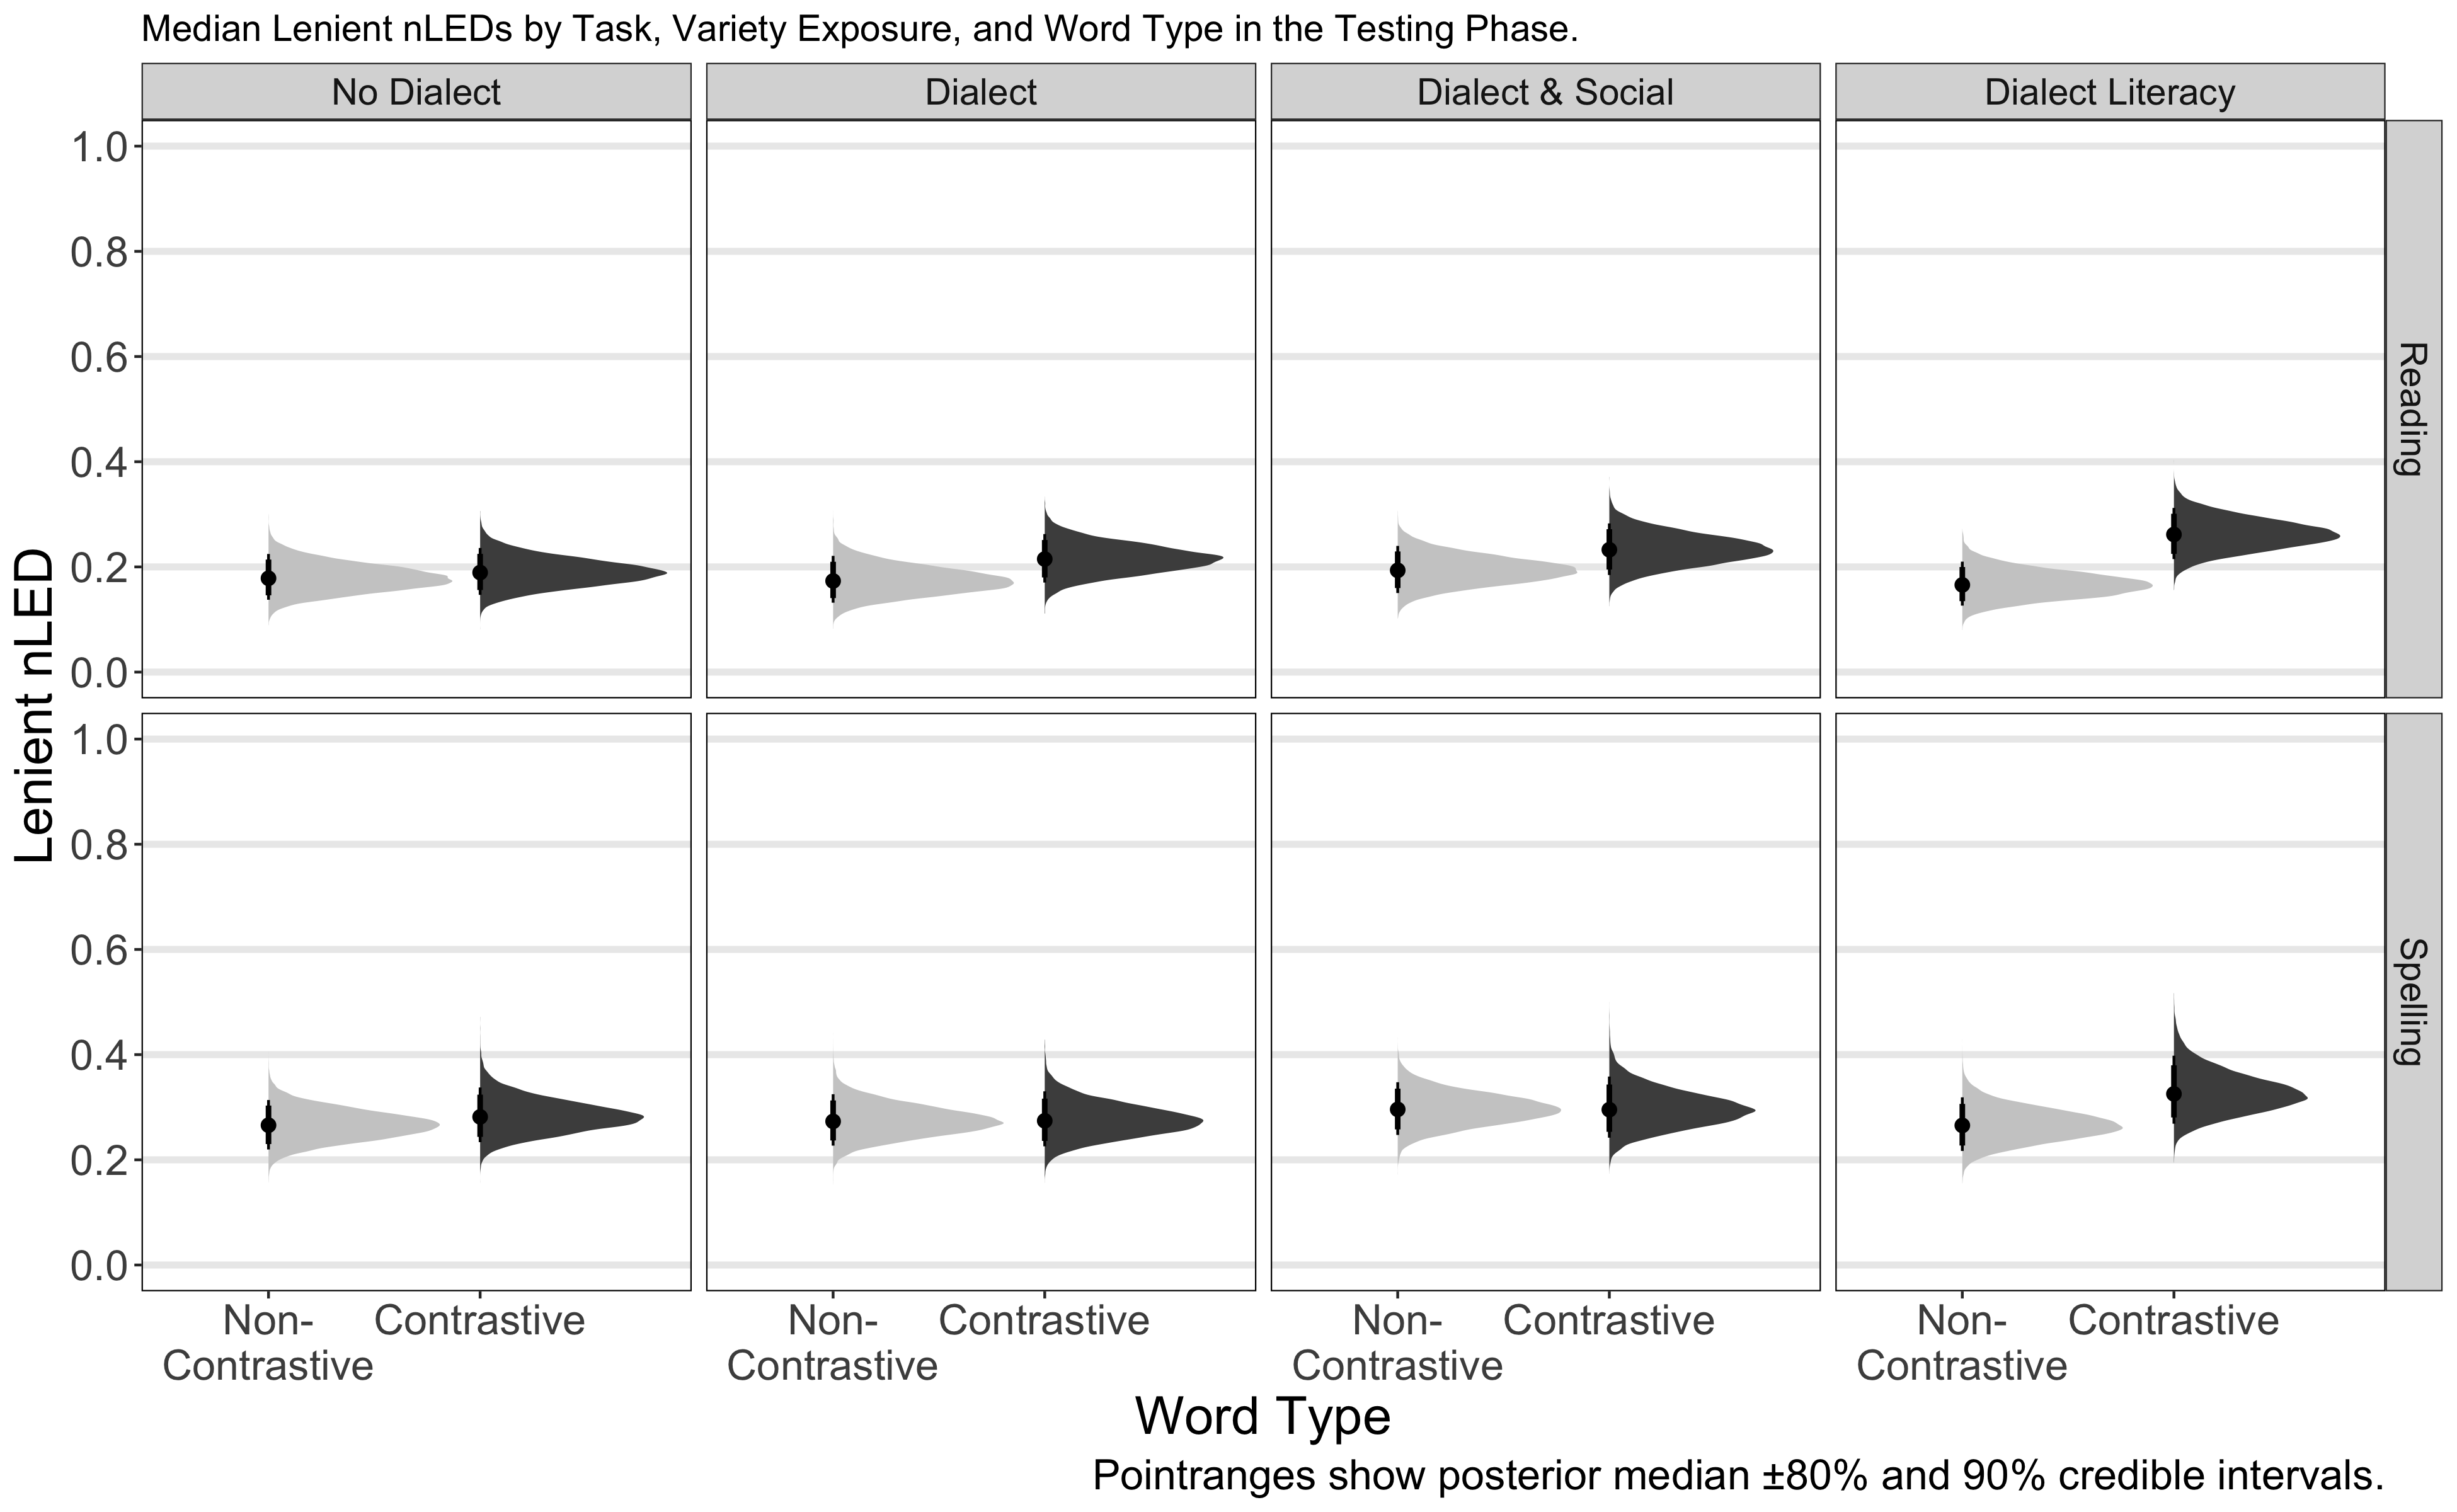 Median Lenient nLEDs by Task, Variety Exposure, and Word Type in the Testing Phase.
No Dialect
Dialect
Dialect & Social
Dialect Literacy
Lenient nLED
1.0
0.8
0.6
0.4
0.2
0.0
Reading
1.0
0.8
0.6
0.4
0.2
0.0
Spelling
Non-
Contrastive
Contrastive
Non-
Contrastive
Contrastive
Non-
Contrastive
Contrastive
Non-
Contrastive
Contrastive
Word Type
Pointranges show posterior median ±80% and 90% credible intervals.